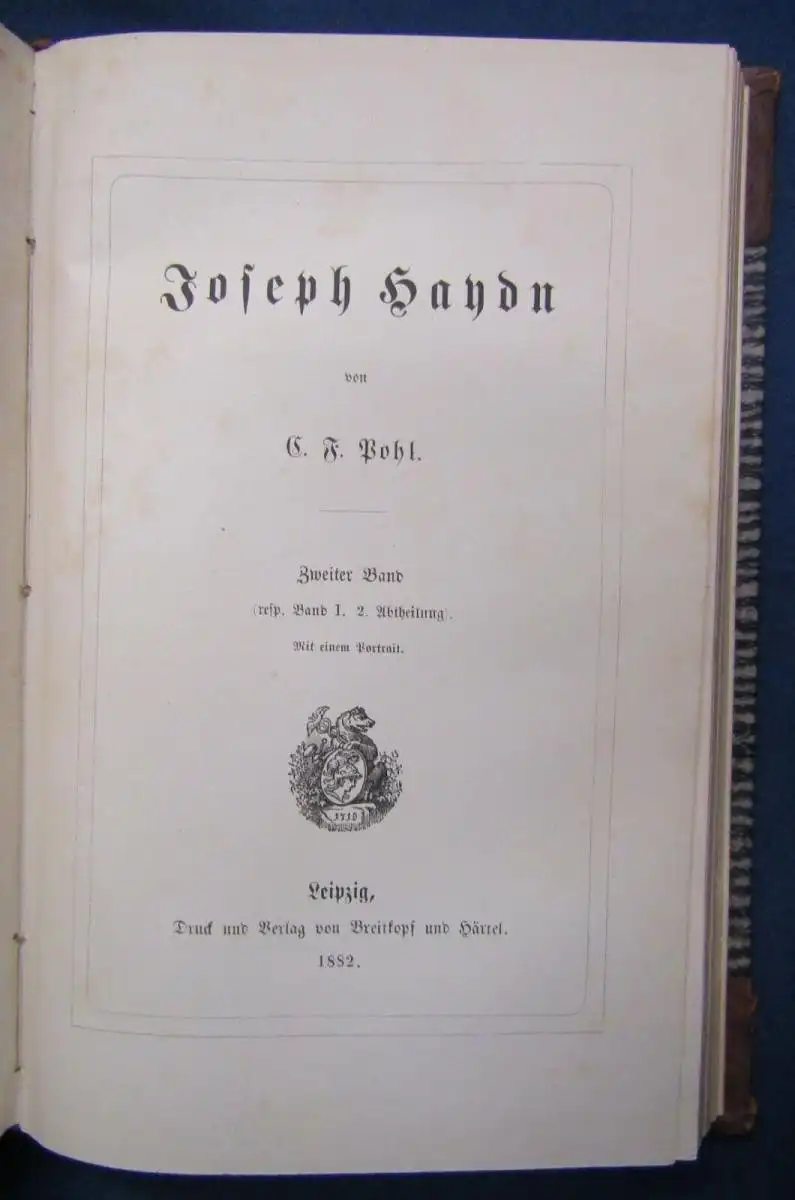 Joseph Haydn
von
C. F. Pohl.
Zweiter Band
(resp. Band I. 2. Abtheilung).
Mit einem Portrait.
1719
Leipzig,
Druck und Verlag von Breitkopf und Härtel.
1882.